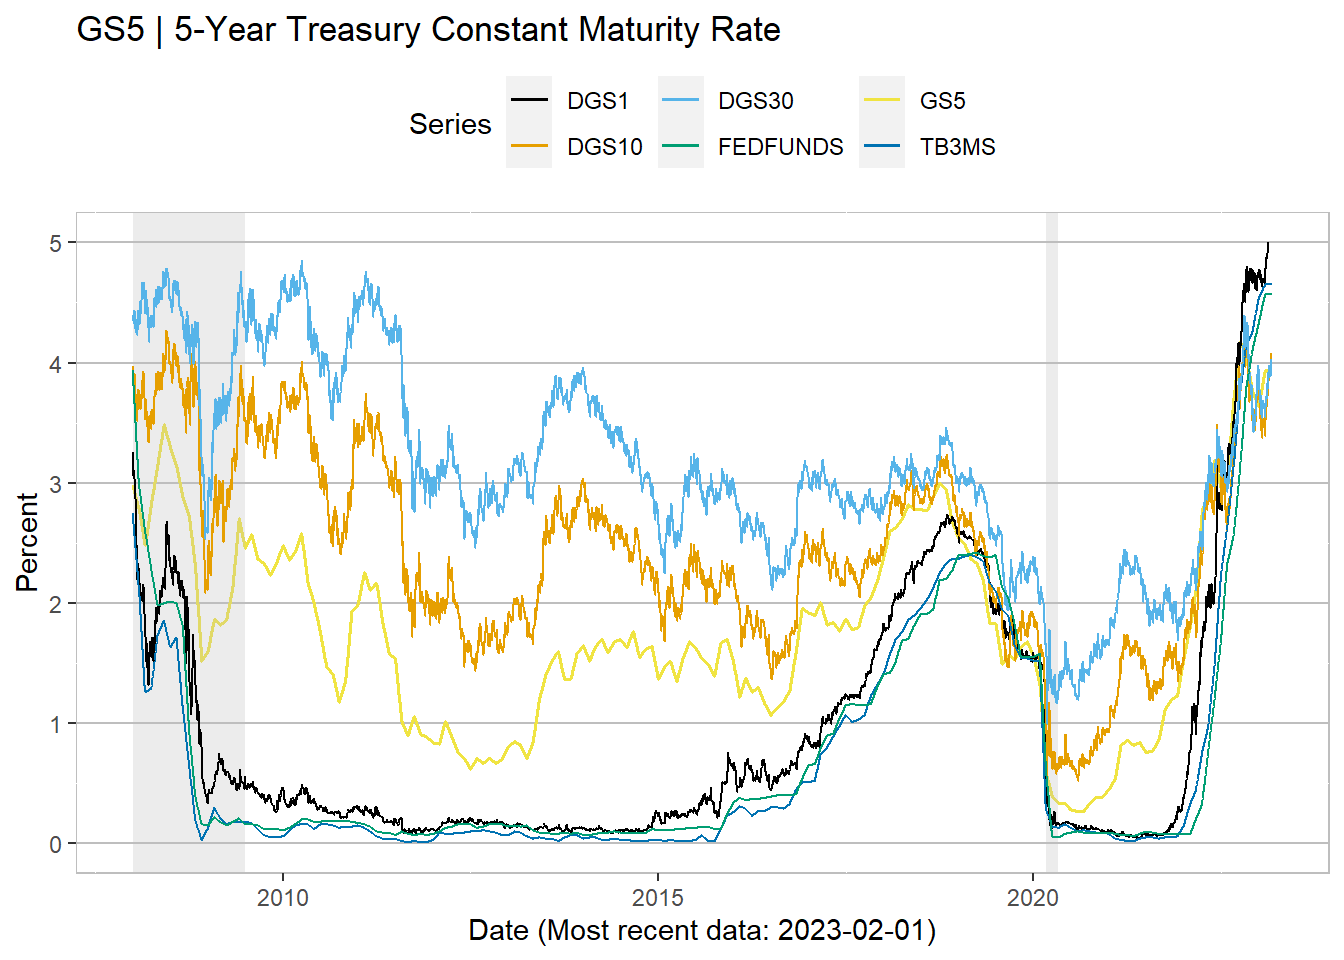 GS5 | 5-Year Treasury Constant Maturity Rate
Series
DGS1 DGS30 GS5
DGS10 FEDFUNDS TB3MS
Percent
5
4
3
2
1
0
2010 2015 2020
Date (Most recent data: 2023-02-01)